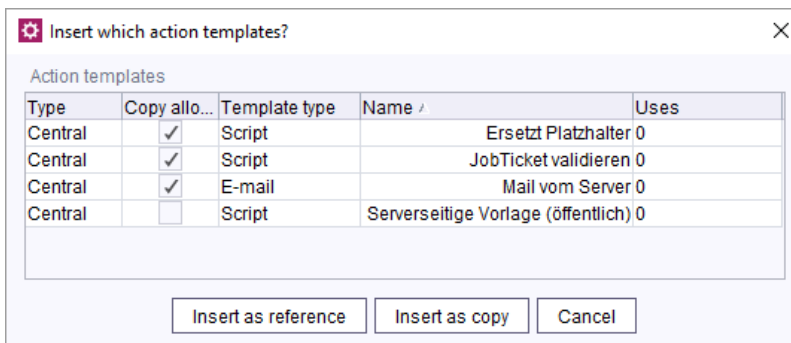 Insert which action templates?
Action templates
Type Copy allo... Template type Name Uses
Central Script Ersetzt Platzhalter 0
Central Script JobTicket validieren 0
Central E-mail Mail vom Server 0
Central Script Serverseitige Vorlage (öffentlich) 0
Insert as reference Insert as copy Cancel